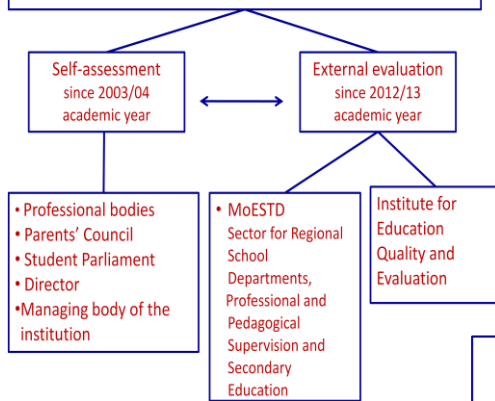 Self-assessment
since 2003/04
academic year
External evaluation
since 2012/13
academic year
• Professional bodies
• Parents' Council
• Student Parliament
• Director
•Managing body of the
institution
• MoESTD
Sector for Regional
School
Departments,
Professional and
Pedagogical
Supervision and
Secondary
Education
Institute for
Education
Quality and
Evaluation